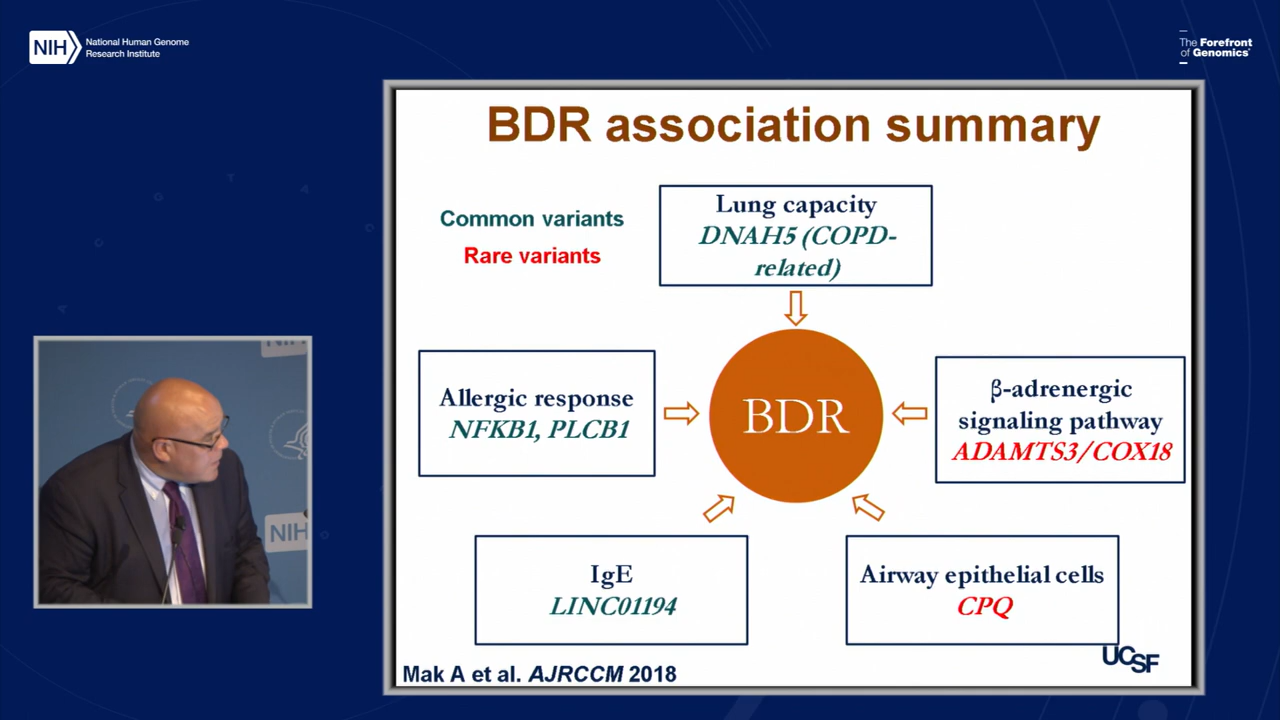 NIH
National Human Genome
Research Institute
The Forefront
of Genomics®
BDR association summary
Common variants
Rare variants
Lung capacity
DNAH5 (COPD-
related)
Allergic response
NFKB1, PLCB1
BDR
β-adrenergic
signaling pathway
ADAMTS3/COX18
IgE
LINC01194
Airway epithelial cells
CPQ
Mak A et al. AJRCCM 2018
UCSF
NIH